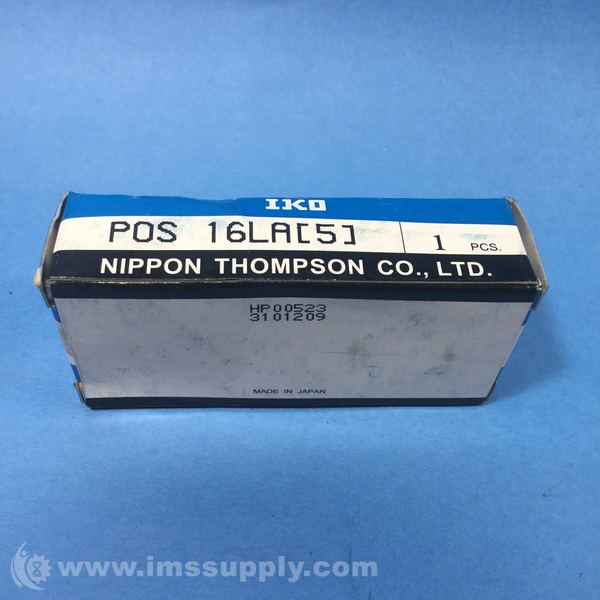 IKO
POS 16LA[5] 1 PCS.
NIPPON THOMPSON CO., LTD.
HP00523
3101209
MADE IN JAPAN
www.imssupply.com